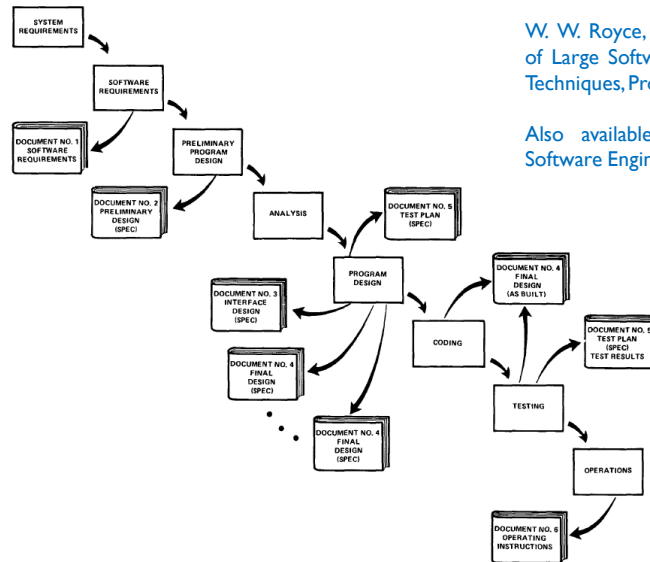 SYSTEM
REQUIREMENTS
W. W. Royce,
of Large Softw
Techniques, Pro
Also available
Software Engin
SOFTWARE
REQUIREMENTS
DOCUMENT NO. 1
SOFTWARE
REQUIREMENTS
PRELIMINARY
PROGRAM
DESIGN
DOCUMENT NO. 2
PRELIMINARY
DESIGN
(SPEC)
ANALYSIS
DOCUMENT NO. 5
TEST PLAN
(SPEC)
PROGRAM
DESIGN
DOCUMENT NO. 3
INTERFACE
DESIGN
(SPEC)
DOCUMENT NO. 4
FINAL
DESIGN
(AS BUILT)
CODING
DOCUMENT NO. 5
TEST PLAN
(SPEC)
TEST RESULTS
DOCUMENT NO. 4
FINAL
DESIGN
(SPEC)
TESTING
DOCUMENT NO. 4
FINAL
DESIGN
(SPEC)
OPERATIONS
DOCUMENT NO. 6
OPERATING
INSTRUCTIONS